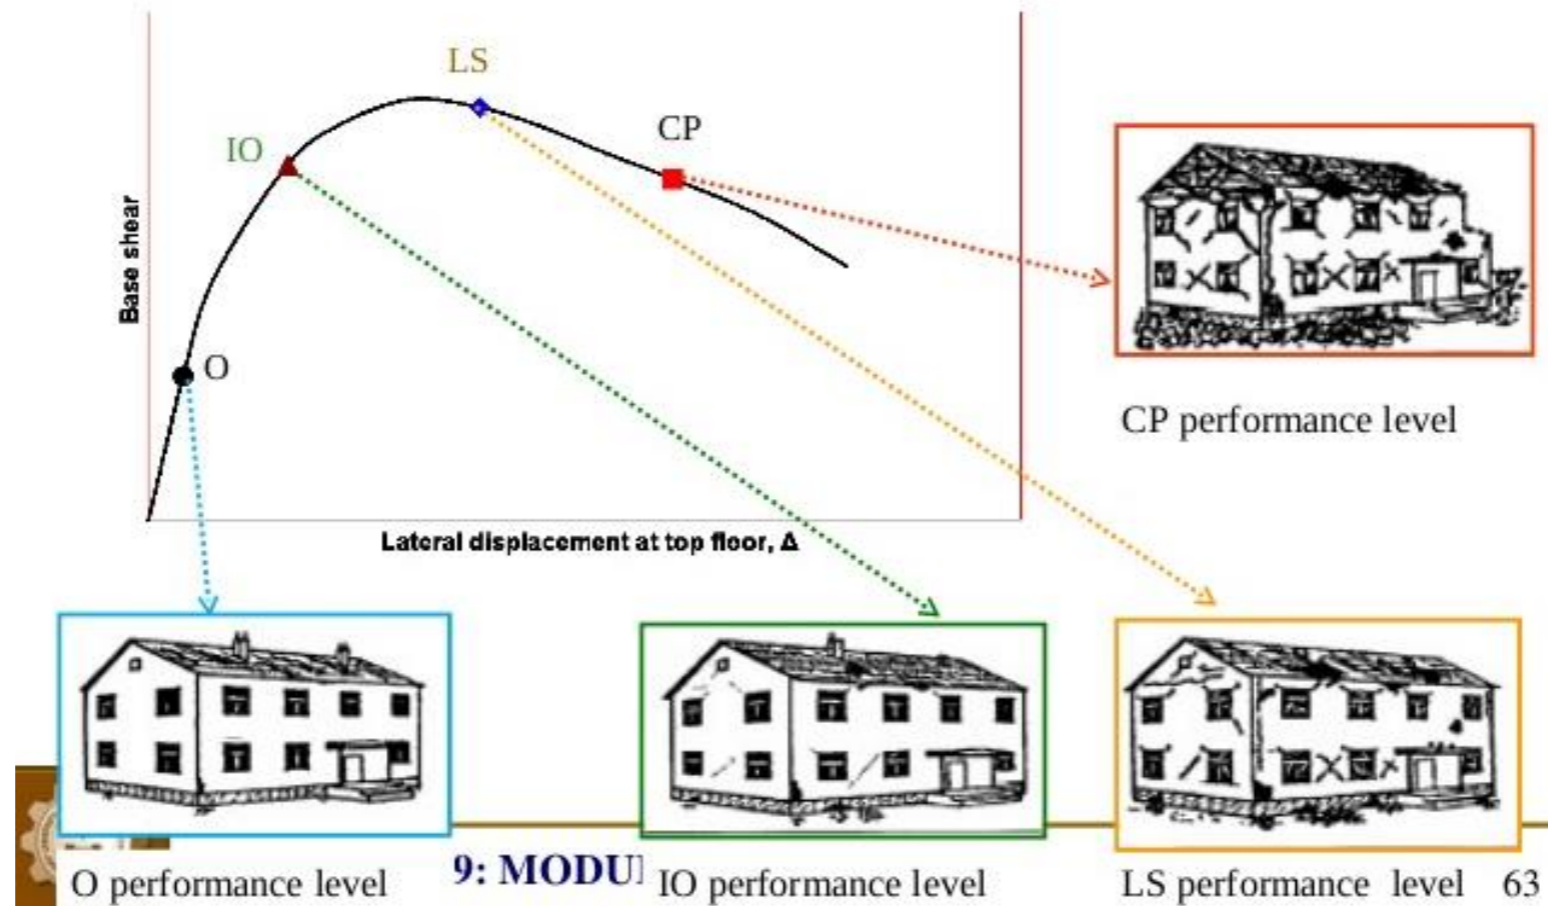 LS
CP
IO
Base shear
O
CP performance level
Lateral displacement at top floor, Δ
9: MODU
O performance level
IO performance level
LS performance level
63